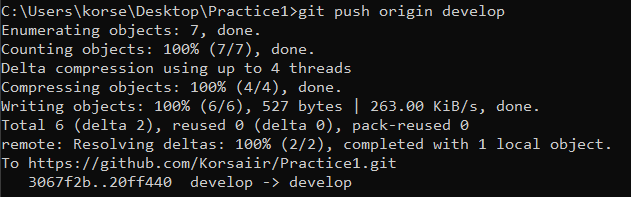 C:\Users\korse\Desktop\Practice1>git push origin develop
Enumerating objects: 7, done.
Counting objects: 100% (7/7), done.
Delta compression using up to 4 threads
Compressing objects: 100% (4/4), done.
Writing objects: 100% (6/6), 527 bytes | 263.00 KiB/s, done.
Total 6 (delta 2), reused 0 (delta 0), pack-reused 0
remote: Resolving deltas: 100% (2/2), completed with 1 local object.
To https://github.com/Korsaiir/Practice1.git
   3067f2b..20ff440  develop -> develop